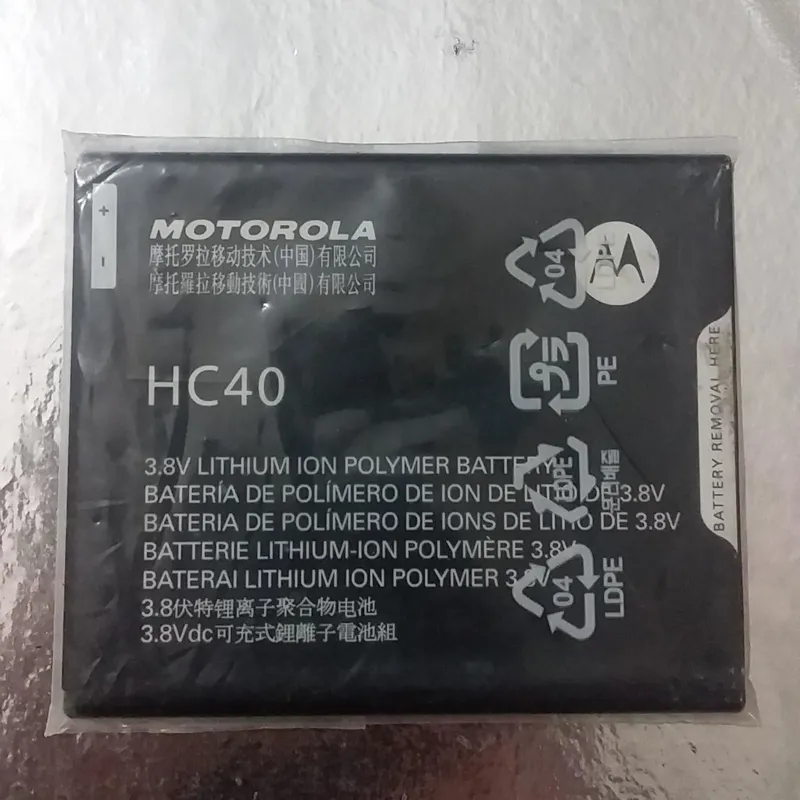 +
-
MOTOROLA
摩托罗拉移动技术(中国)有限公司
摩托羅拉移動技術(中國)有限公司
HC40
3.8V LITHIUM ION POLYMER BATTERY
BATERÍA DE POLÍMERO DE ION DE LITIO DE 3.8V
BATERIA DE POLÍMERO DE IONS DE LÍTIO DE 3.8V
BATTERIE LITHIUM-ION POLYMÈRE 3.8V
BATERAI LITHIUM ION POLYMER 3.8V
3.8伏特锂离子聚合物电池
3.8Vdc可充式鋰離子電池組
04
LDPE
プラ
PE
LDPE
04
LDPE
BATTERY REMOVAL HERE